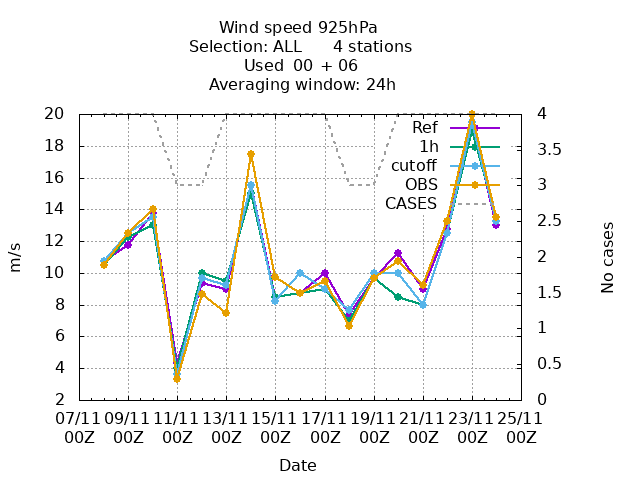 Wind speed 925hPa
Selection: ALL 4 stations
Used 00 + 06
Averaging window: 24h
20
18
16
14
12
10
8
6
4
2
m/s
4
3.5
3
2.5
2
1.5
1
0.5
0
No cases
Ref
1h
cutoff
OBS
CASES
07/11 09/11 11/11 13/11 15/11 17/11 19/11 21/11 23/11 25/11
00Z 00Z 00Z 00Z 00Z 00Z 00Z 00Z 00Z 00Z
Date